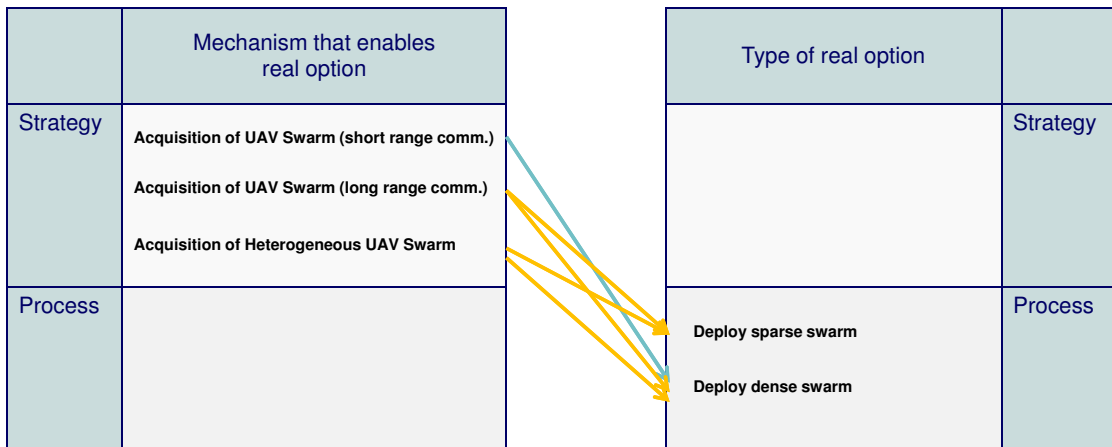 Mechanism that enables
real option
Type of real option
Strategy
Acquisition of UAV Swarm (short range comm.)
Acquisition of UAV Swarm (long range comm.)
Acquisition of Heterogeneous UAV Swarm
Strategy
Process
Process
Deploy sparse swarm
Deploy dense swarm